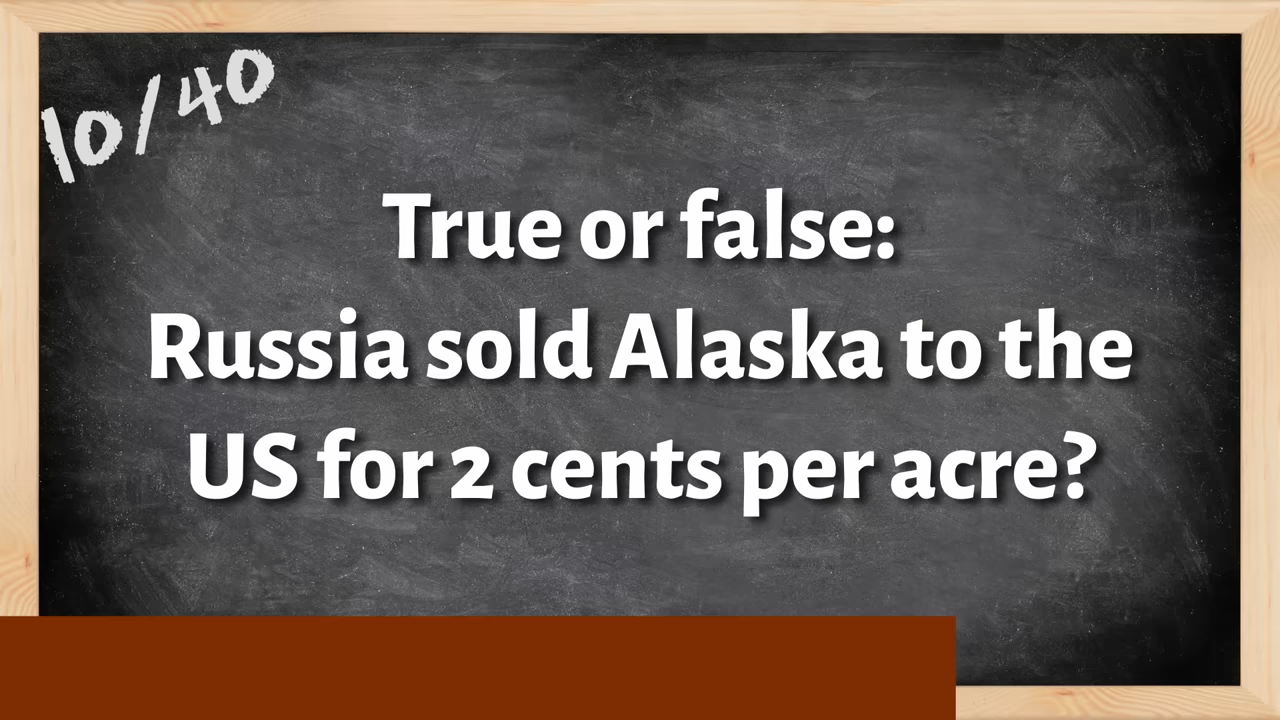 10/40
True or false:
Russia sold Alaska to the
US for 2 cents per acre?